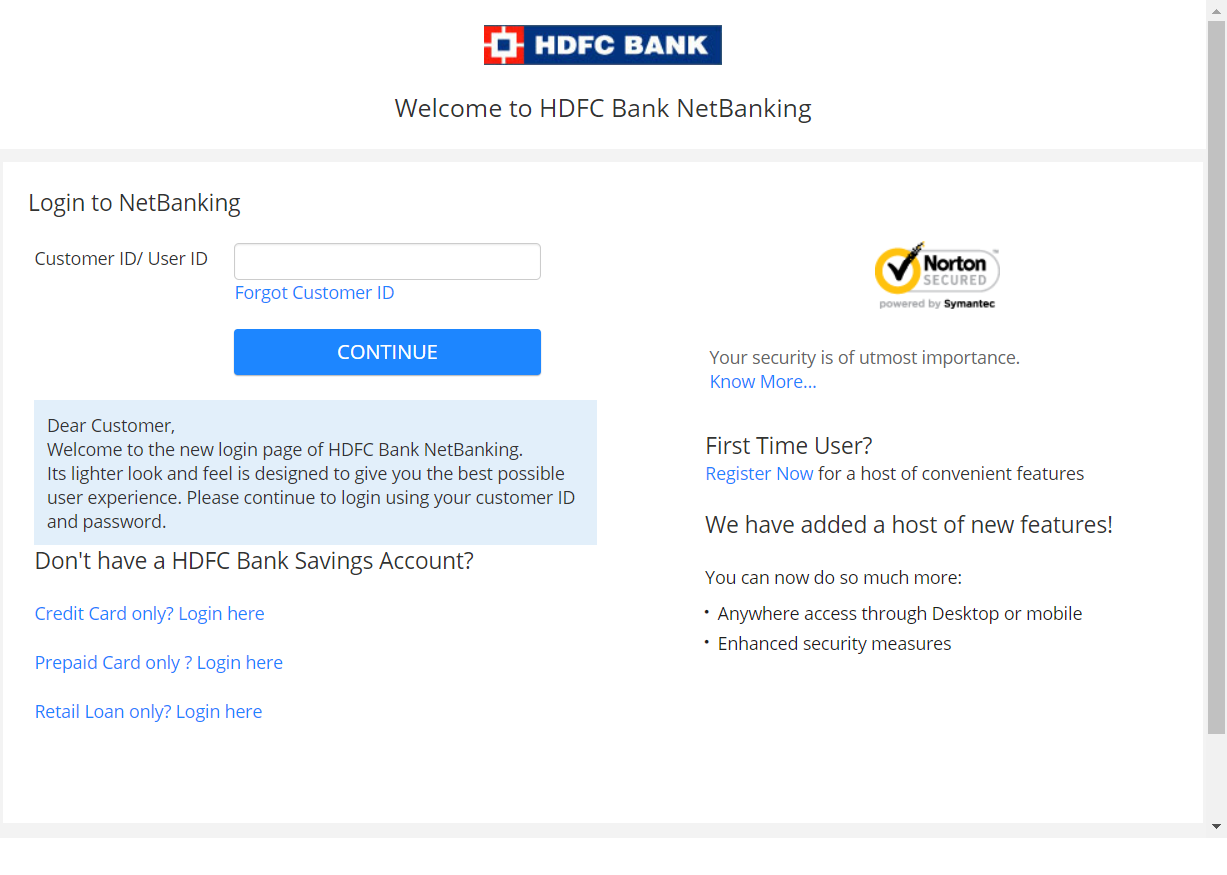 HDFC BANK
Welcome to HDFC Bank NetBanking
Login to NetBanking
Customer ID/ User ID
Forgot Customer ID
CONTINUE
Dear Customer,
Welcome to the new login page of HDFC Bank NetBanking.
Its lighter look and feel is designed to give you the best possible
user experience. Please continue to login using your customer ID
and password.
Don't have a HDFC Bank Savings Account?
Credit Card only? Login here
Prepaid Card only ? Login here
Retail Loan only? Login here
Norton
SECURED
™
powered by Symantec
Your security is of utmost importance.
Know More...
First Time User?
Register Now for a host of convenient features
We have added a host of new features!
You can now do so much more:
• Anywhere access through Desktop or mobile
• Enhanced security measures